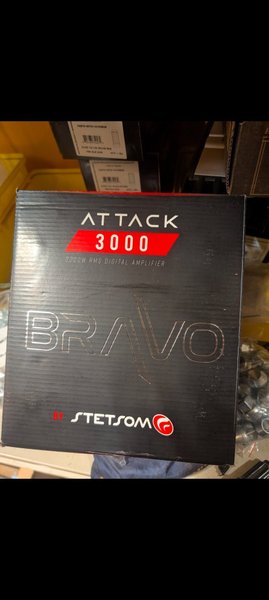 ATTACK
3000
3000W RMS DIGITAL AMPLIFIER
BRAVO
BY STETSOM